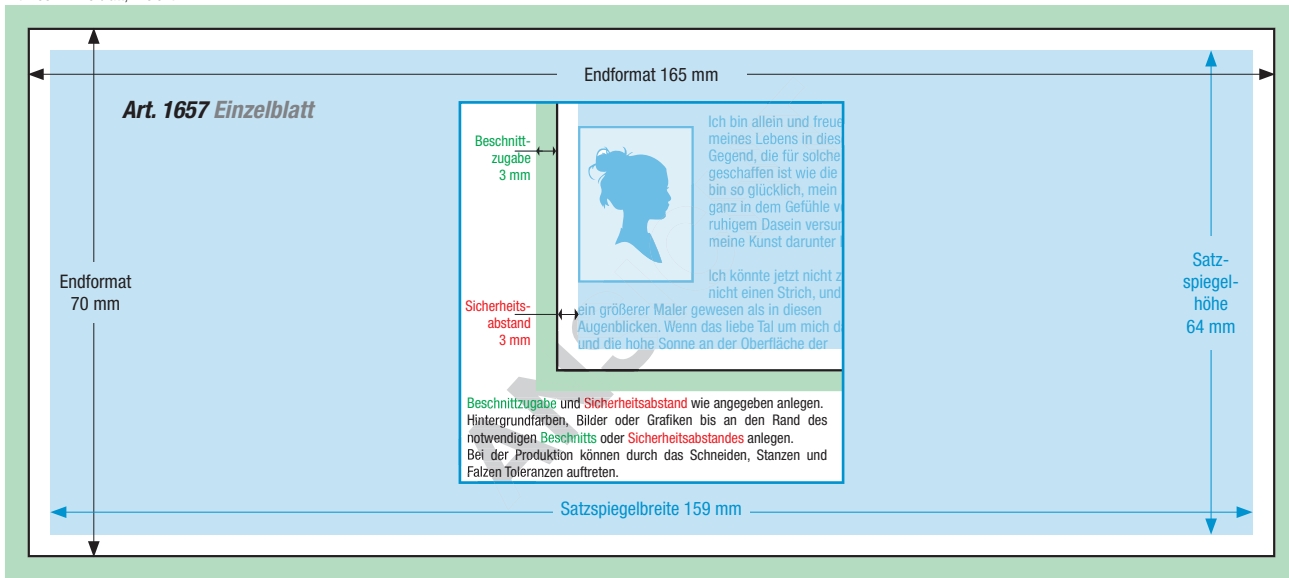 Endformat 165 mm
Art. 1657 Einzelblatt
Beschnitt-
zugabe
3 mm
Ich bin allein und freue
meines Lebens in dies
Gegend, die für solche
geschaffen ist wie die
bin so glücklich, mein
ganz in dem Gefühle v
ruhigem Dasein versun
meine Kunst darunter
Ich könnte jetzt nicht z
nicht einen Strich, und
ein größerer Maler gewesen als in diesen
Augenblicken. Wenn das liebe Tal um mich d
und die hohe Sonne an der Oberfläche der
Endformat
70 mm
Sicherheits-
abstand
3 mm
Satz-
spiegel-
höhe
64 mm
Beschnittzugabe und Sicherheitsabstand wie angegeben anlegen.
Hintergrundfarben, Bilder oder Grafiken bis an den Rand des
notwendigen Beschnitts oder Sicherheitsabstandes anlegen.
Bei der Produktion können durch das Schneiden, Stanzen und
Falzen Toleranzen auftreten.
Satzspiegelbreite 159 mm